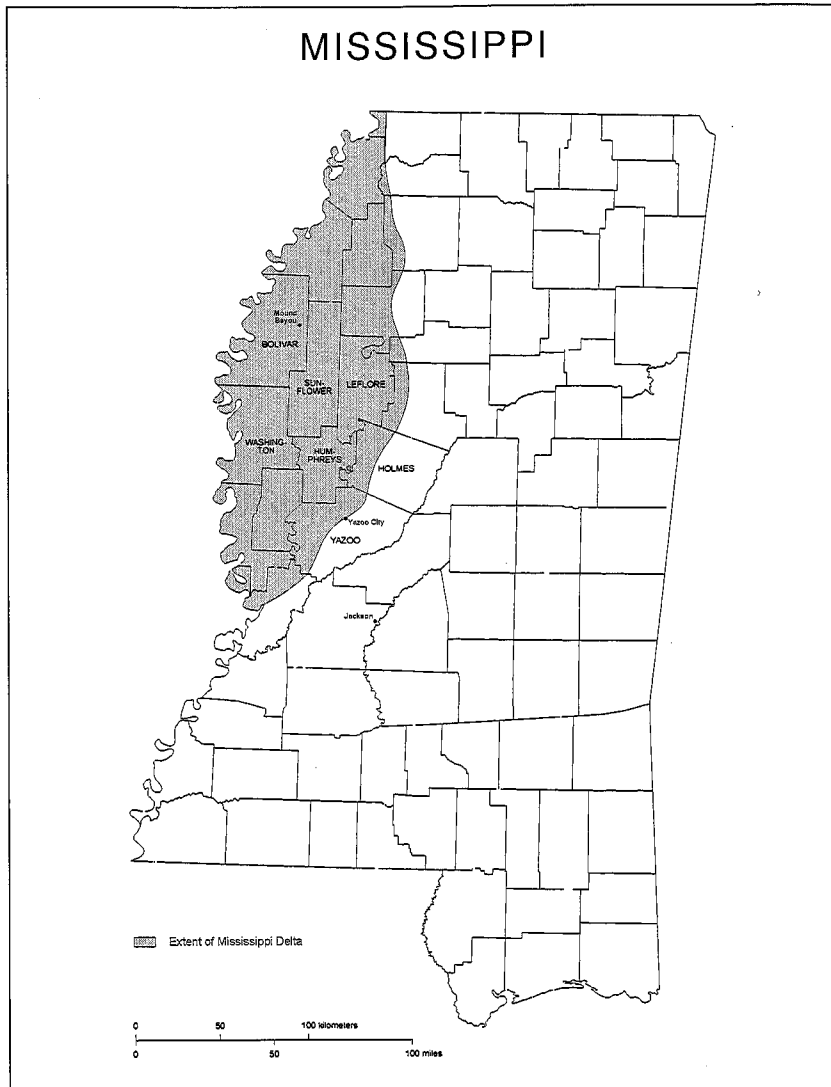 MISSISSIPPI
Mound
Bayou
BOLIVAR
SUN-
FLOWER
LEFLORE
WASHING-
TON
HUM-
PHREYS
HOLMES
Yazoo City
YAZOO
Jackson
Extent of Mississippi Delta
0 50 100 kilometers
0 50 100 miles